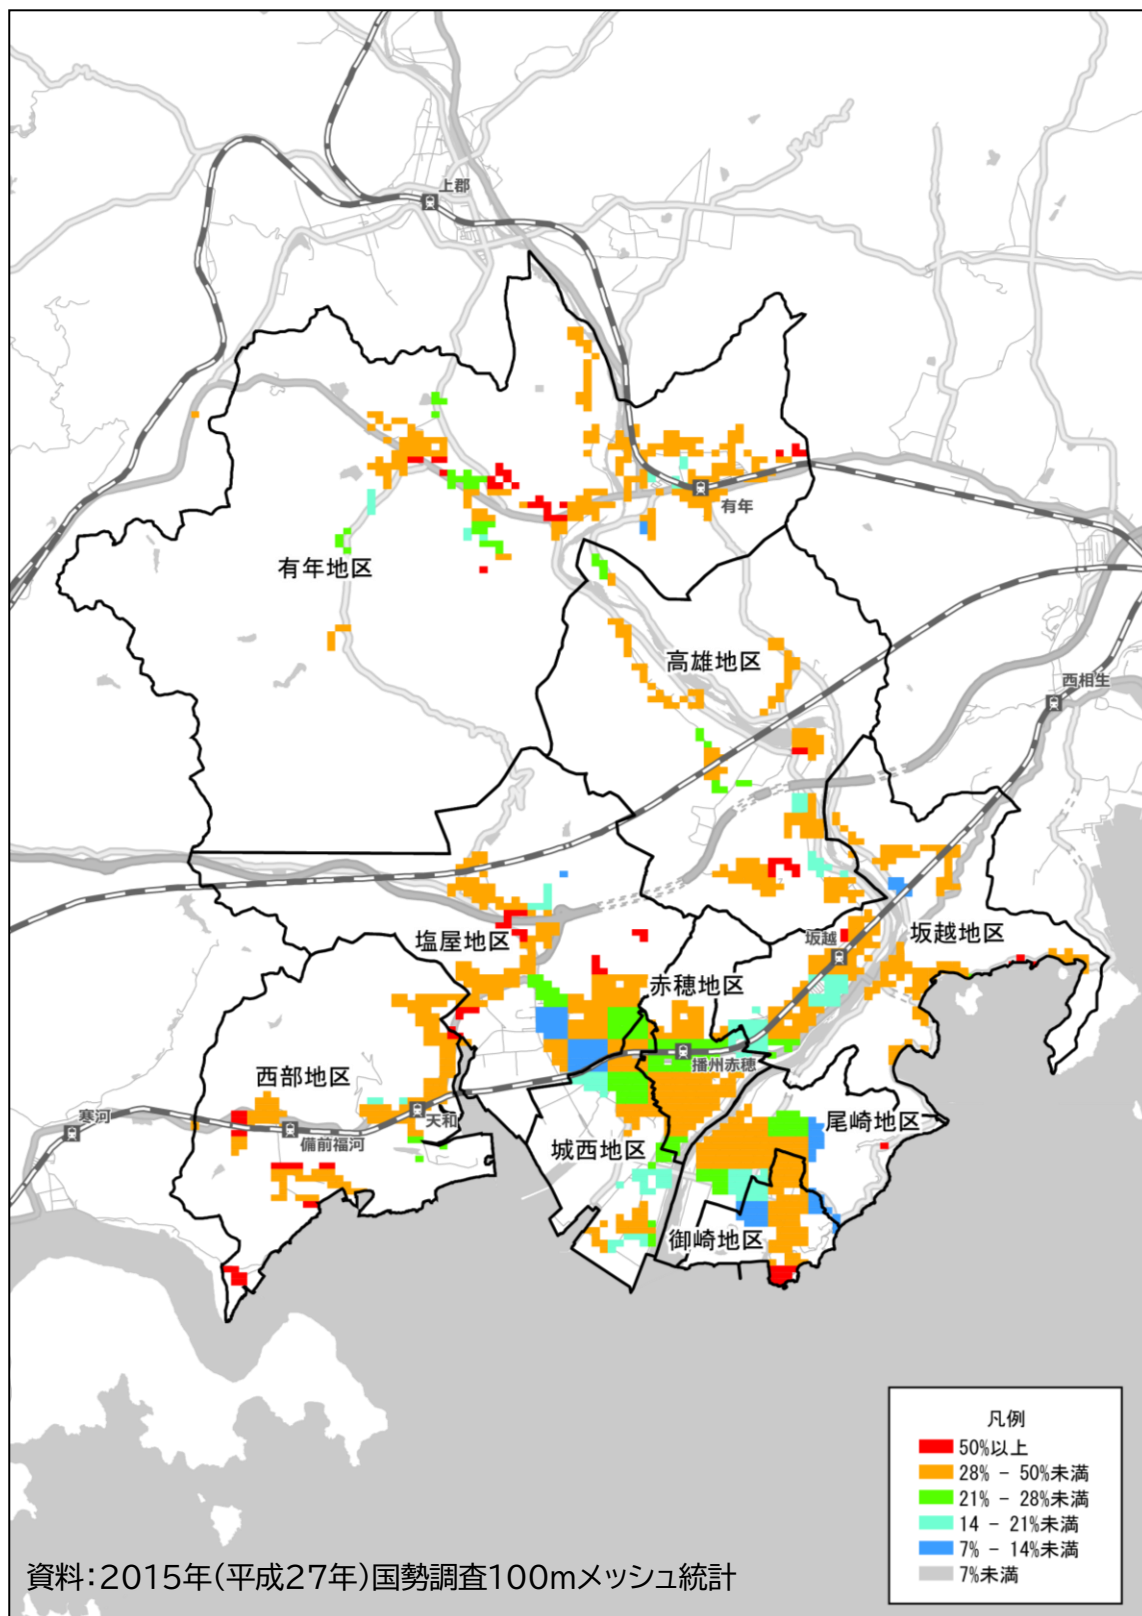 上郡
有年
有年地区
高雄地区
西相生
坂越地区
坂越
塩屋地区
赤穂地区
播州赤穂
西部地区
天和
寒河
備前福河
尾崎地区
城西地区
御崎地区
凡例
50%以上
28% - 50%未満
21% - 28%未満
14 - 21%未満
7% - 14%未満
7%未満
資料:2015年(平成27年)国勢調査100mメッシュ統計